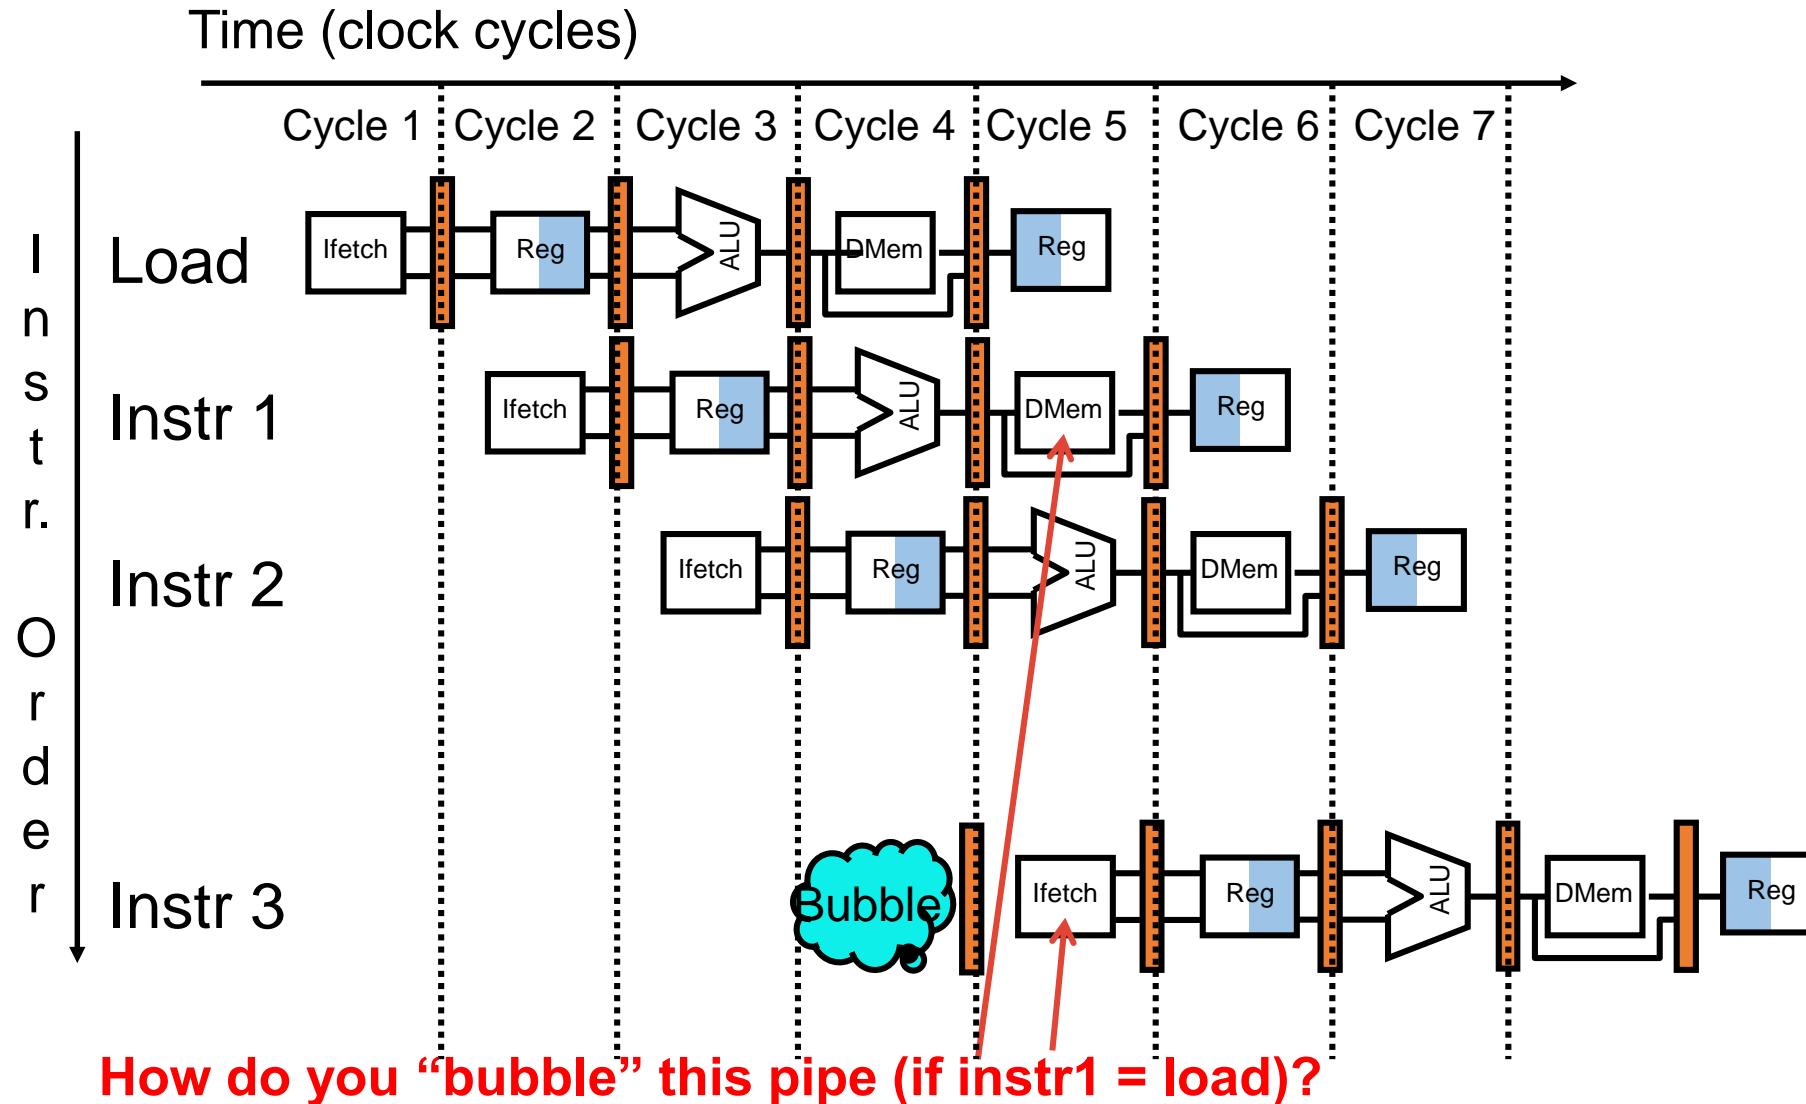 Time (clock cycles)
Cycle 1 Cycle 2 Cycle 3 Cycle 4 Cycle 5 Cycle 6 Cycle 7
Instr. Order
Load
Ifetch Reg ALU DMem Reg
Instr 1
Ifetch Reg ALU DMem Reg
Instr 2
Ifetch Reg ALU DMem Reg
Instr 3
Bubble Ifetch Reg ALU DMem Reg
How do you “bubble” this pipe (if instr1 = load)?